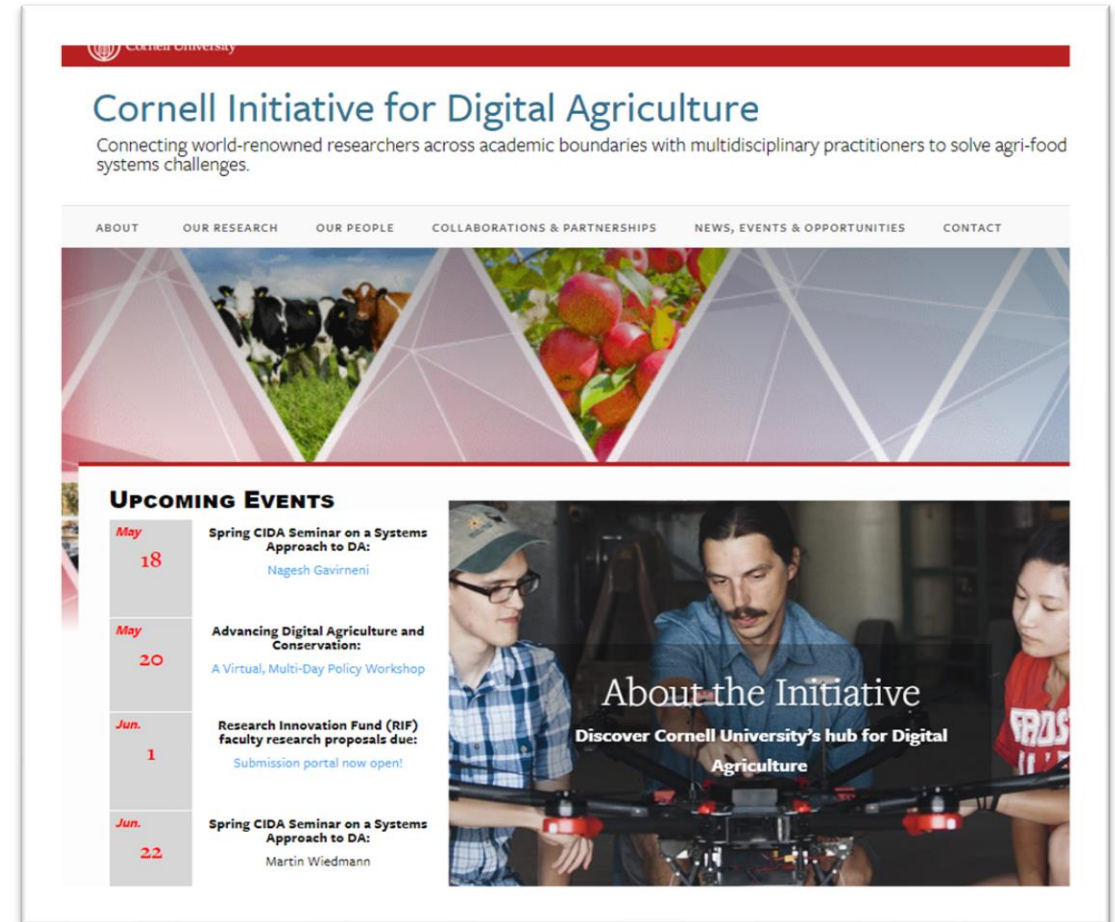 Cornell University
Cornell Initiative for Digital Agriculture
Connecting world-renowned researchers across academic boundaries with multidisciplinary practitioners to solve agri-food
systems challenges.
ABOUT OUR RESEARCH OUR PEOPLE COLLABORATIONS & PARTNERSHIPS NEWS, EVENTS & OPPORTUNITIES CONTACT
UPCOMING EVENTS
May
18
Spring CIDA Seminar on a Systems
Approach to DA:
Nagesh Gavirneni
May
20
Advancing Digital Agriculture and
Conservation:
A Virtual, Multi-Day Policy Workshop
Jun.
1
Research Innovation Fund (RIF)
faculty research proposals due:
Submission portal now open!
Jun.
22
Spring CIDA Seminar on a Systems
Approach to DA:
Martin Wiedmann
About the Initiative
Discover Cornell University's hub for Digital
Agriculture